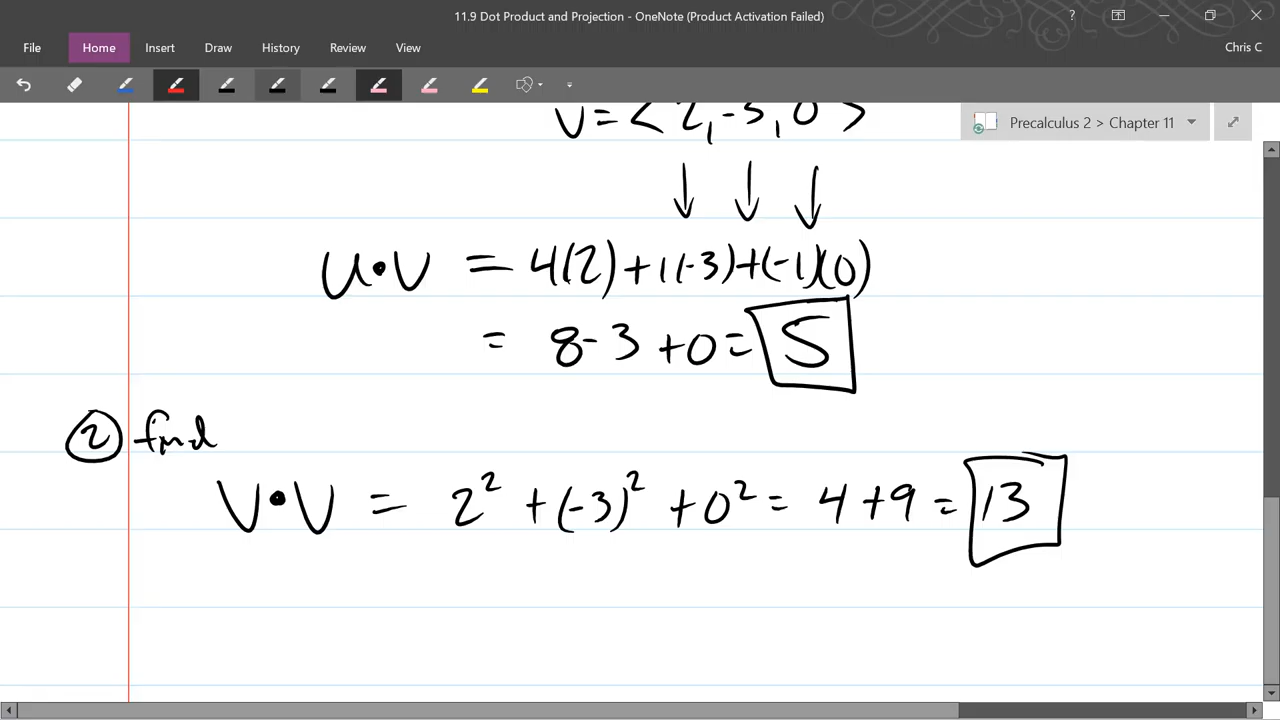 11.9 Dot Product and Projection - OneNote (Product Activation Failed)
File Home Insert Draw History Review View Chris C
Precalculus 2 > Chapter 11
V = <2, -3, 0>
u•v = 4(2) + 1(-3) + (-1)(0)
= 8 - 3 + 0 = 5
② find
V•V = 2² + (-3)² + 0² = 4 + 9 = 13